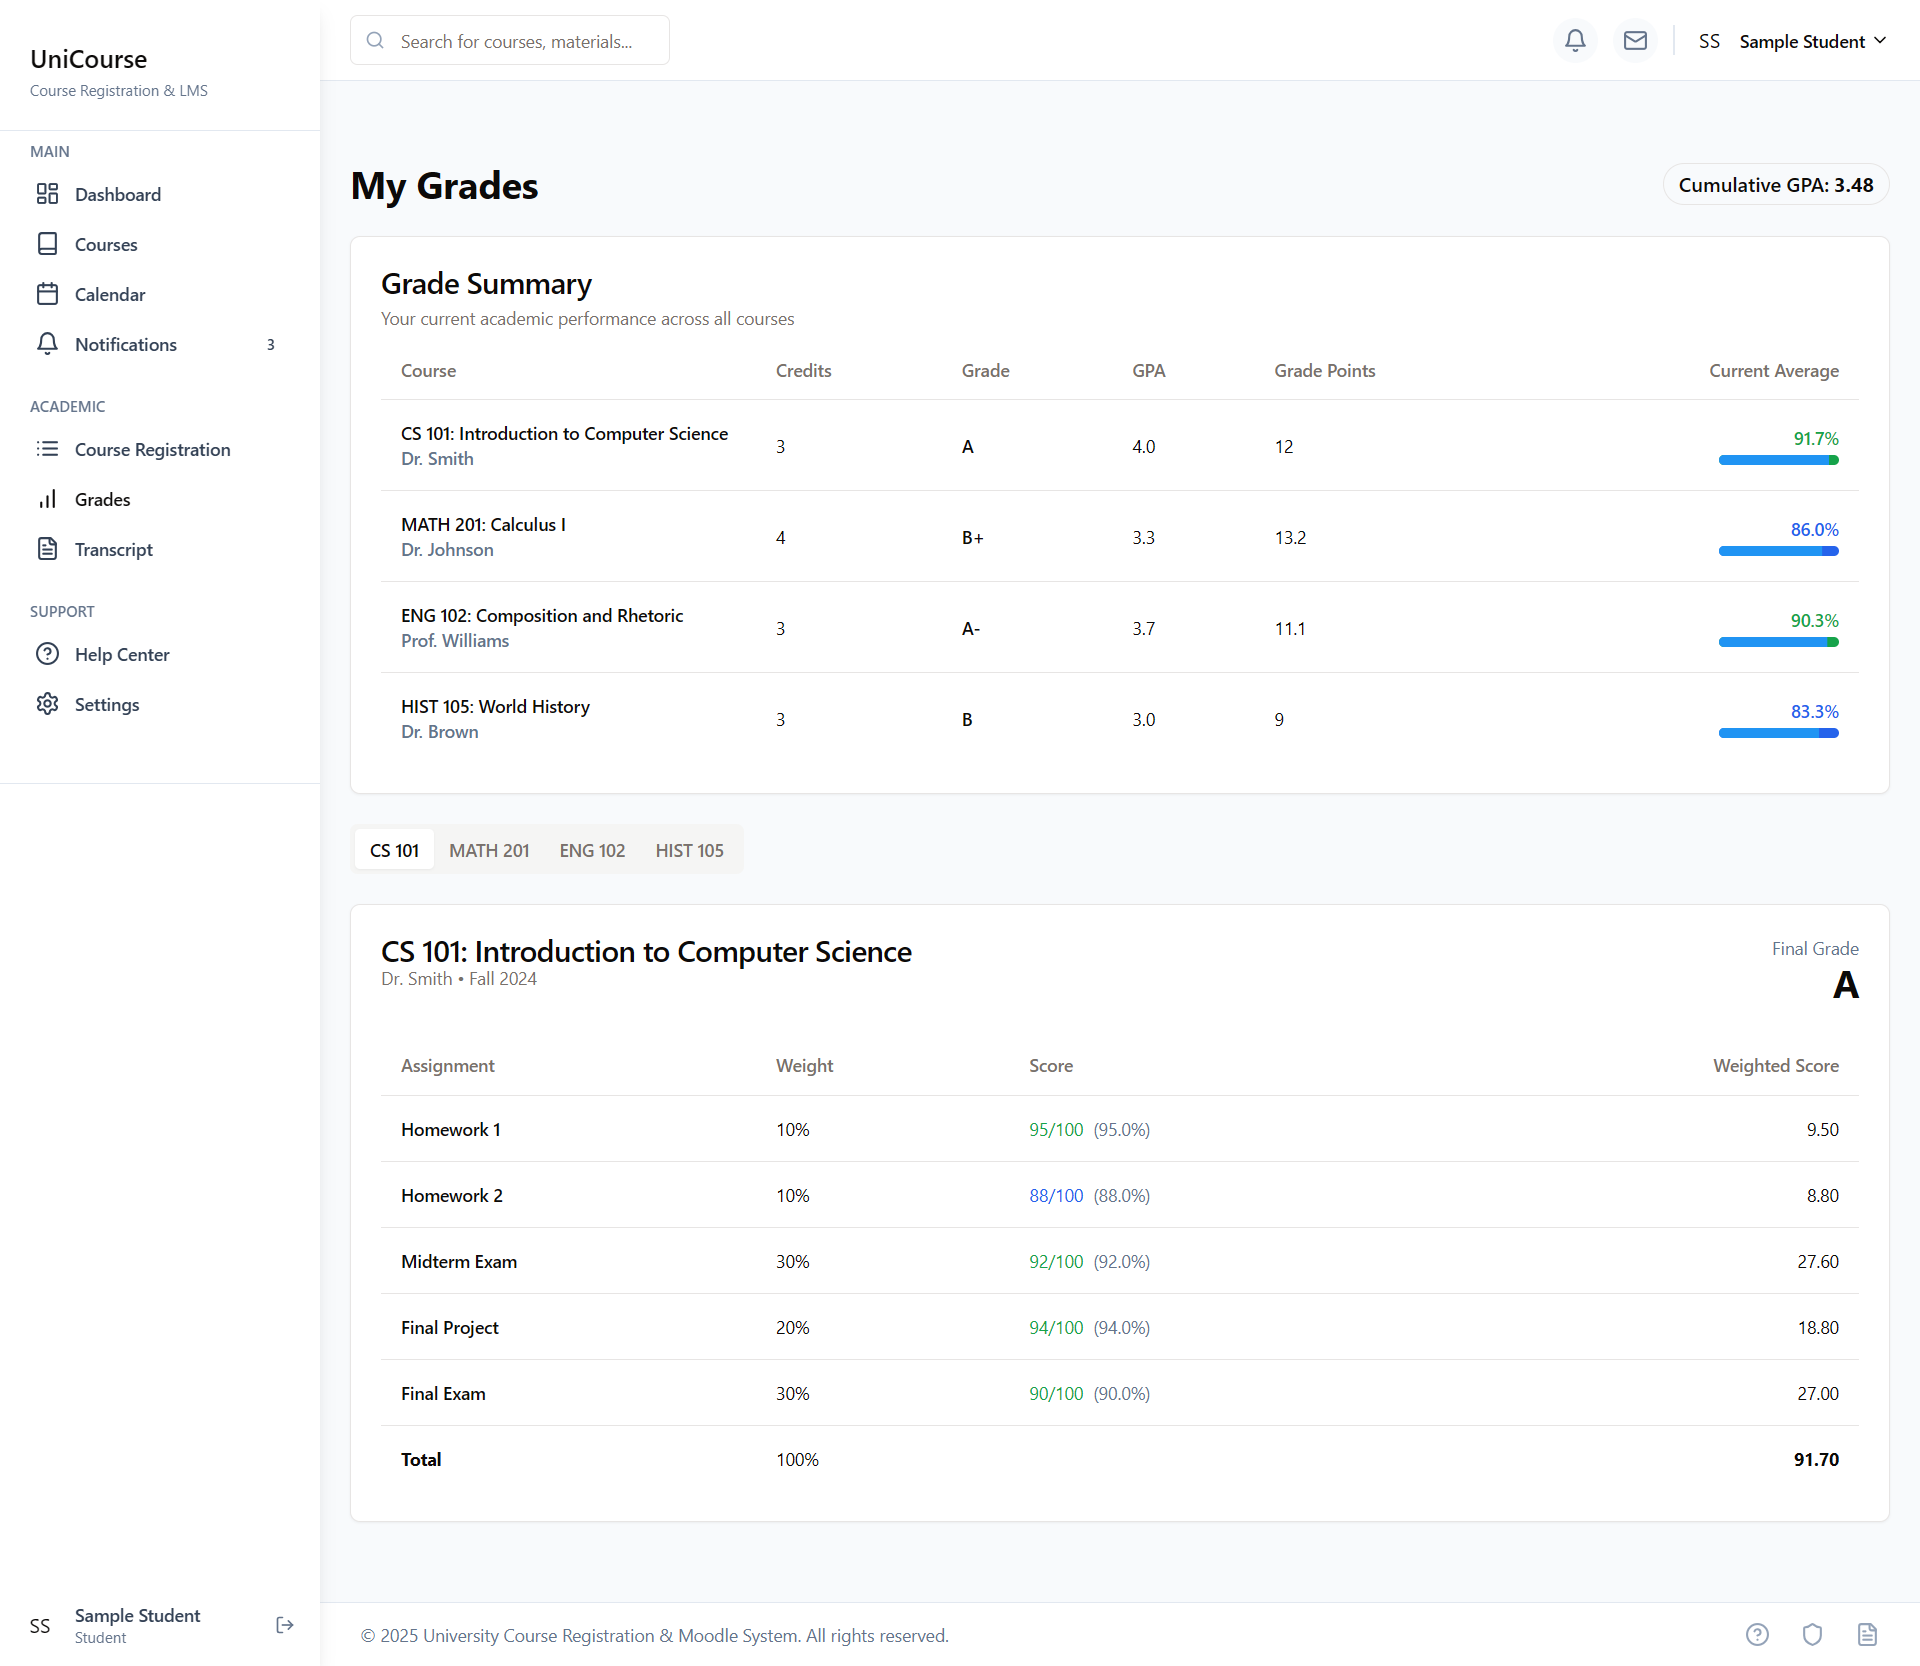 UniCourse
Course Registration & LMS
MAIN
Dashboard
Courses
Calendar
Notifications 3
ACADEMIC
Course Registration
Grades
Transcript
SUPPORT
Help Center
Settings
SS Sample Student
Student
Search for courses, materials...
SS Sample Student
My Grades
Cumulative GPA: 3.48
Grade Summary
Your current academic performance across all courses
Course Credits Grade GPA Grade Points Current Average
CS 101: Introduction to Computer Science
Dr. Smith
3 A 4.0 12 91.7%
MATH 201: Calculus I
Dr. Johnson
4 B+ 3.3 13.2 86.0%
ENG 102: Composition and Rhetoric
Prof. Williams
3 A- 3.7 11.1 90.3%
HIST 105: World History
Dr. Brown
3 B 3.0 9 83.3%
CS 101 MATH 201 ENG 102 HIST 105
CS 101: Introduction to Computer Science
Dr. Smith • Fall 2024
Final Grade
A
Assignment Weight Score Weighted Score
Homework 1 10% 95/100 (95.0%) 9.50
Homework 2 10% 88/100 (88.0%) 8.80
Midterm Exam 30% 92/100 (92.0%) 27.60
Final Project 20% 94/100 (94.0%) 18.80
Final Exam 30% 90/100 (90.0%) 27.00
Total 100% 91.70
© 2025 University Course Registration & Moodle System. All rights reserved.